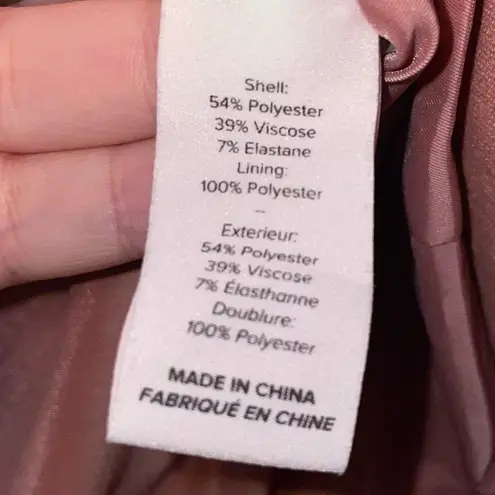 Shell:
54% Polyester
39% Viscose
7% Elastane
Lining:
100% Polyester
--
Exterieur:
54% Polyester
39% Viscose
7% Élasthanne
Doublure:
100% Polyester
MADE IN CHINA
FABRIQUÉ EN CHINE